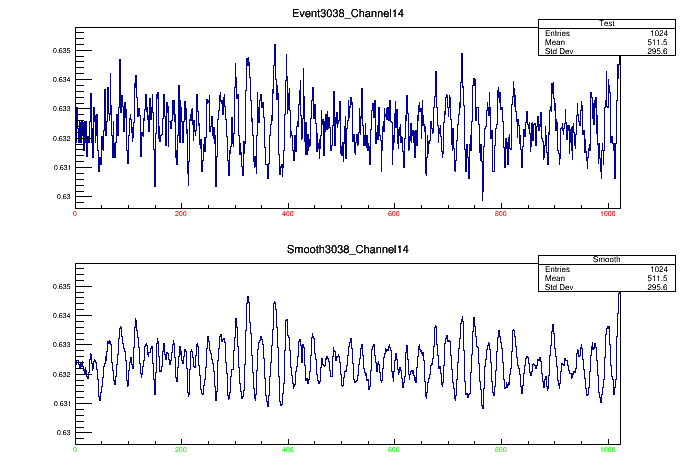 Event3038_Channel14
Test
Entries 1024
Mean 511.5
Std Dev 295.6
0.635
0.634
0.633
0.632
0.631
0.63
0 200 400 600 800 1000
Smooth3038_Channel14
Smooth
Entries 1024
Mean 511.5
Std Dev 295.6
0.635
0.634
0.633
0.632
0.631
0.63
0 200 400 600 800 1000